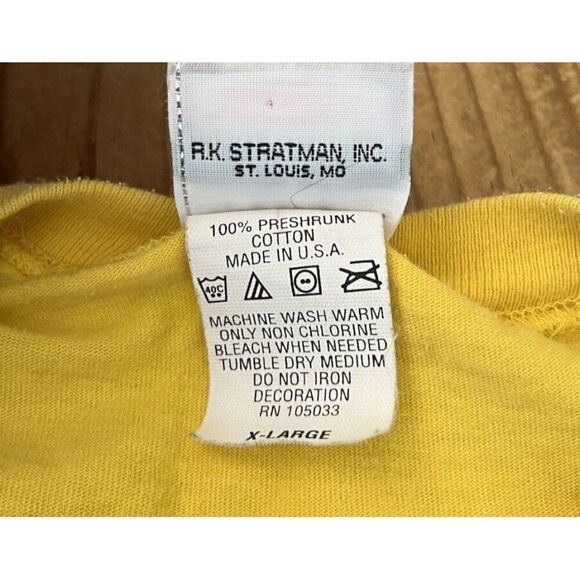 R.K. STRATMAN, INC.
ST. LOUIS, MO
100% PRESHRUNK
COTTON
MADE IN U.S.A.
40C
MACHINE WASH WARM
ONLY NON CHLORINE
BLEACH WHEN NEEDED
TUMBLE DRY MEDIUM
DO NOT IRON
DECORATION
RN 105033
X-LARGE